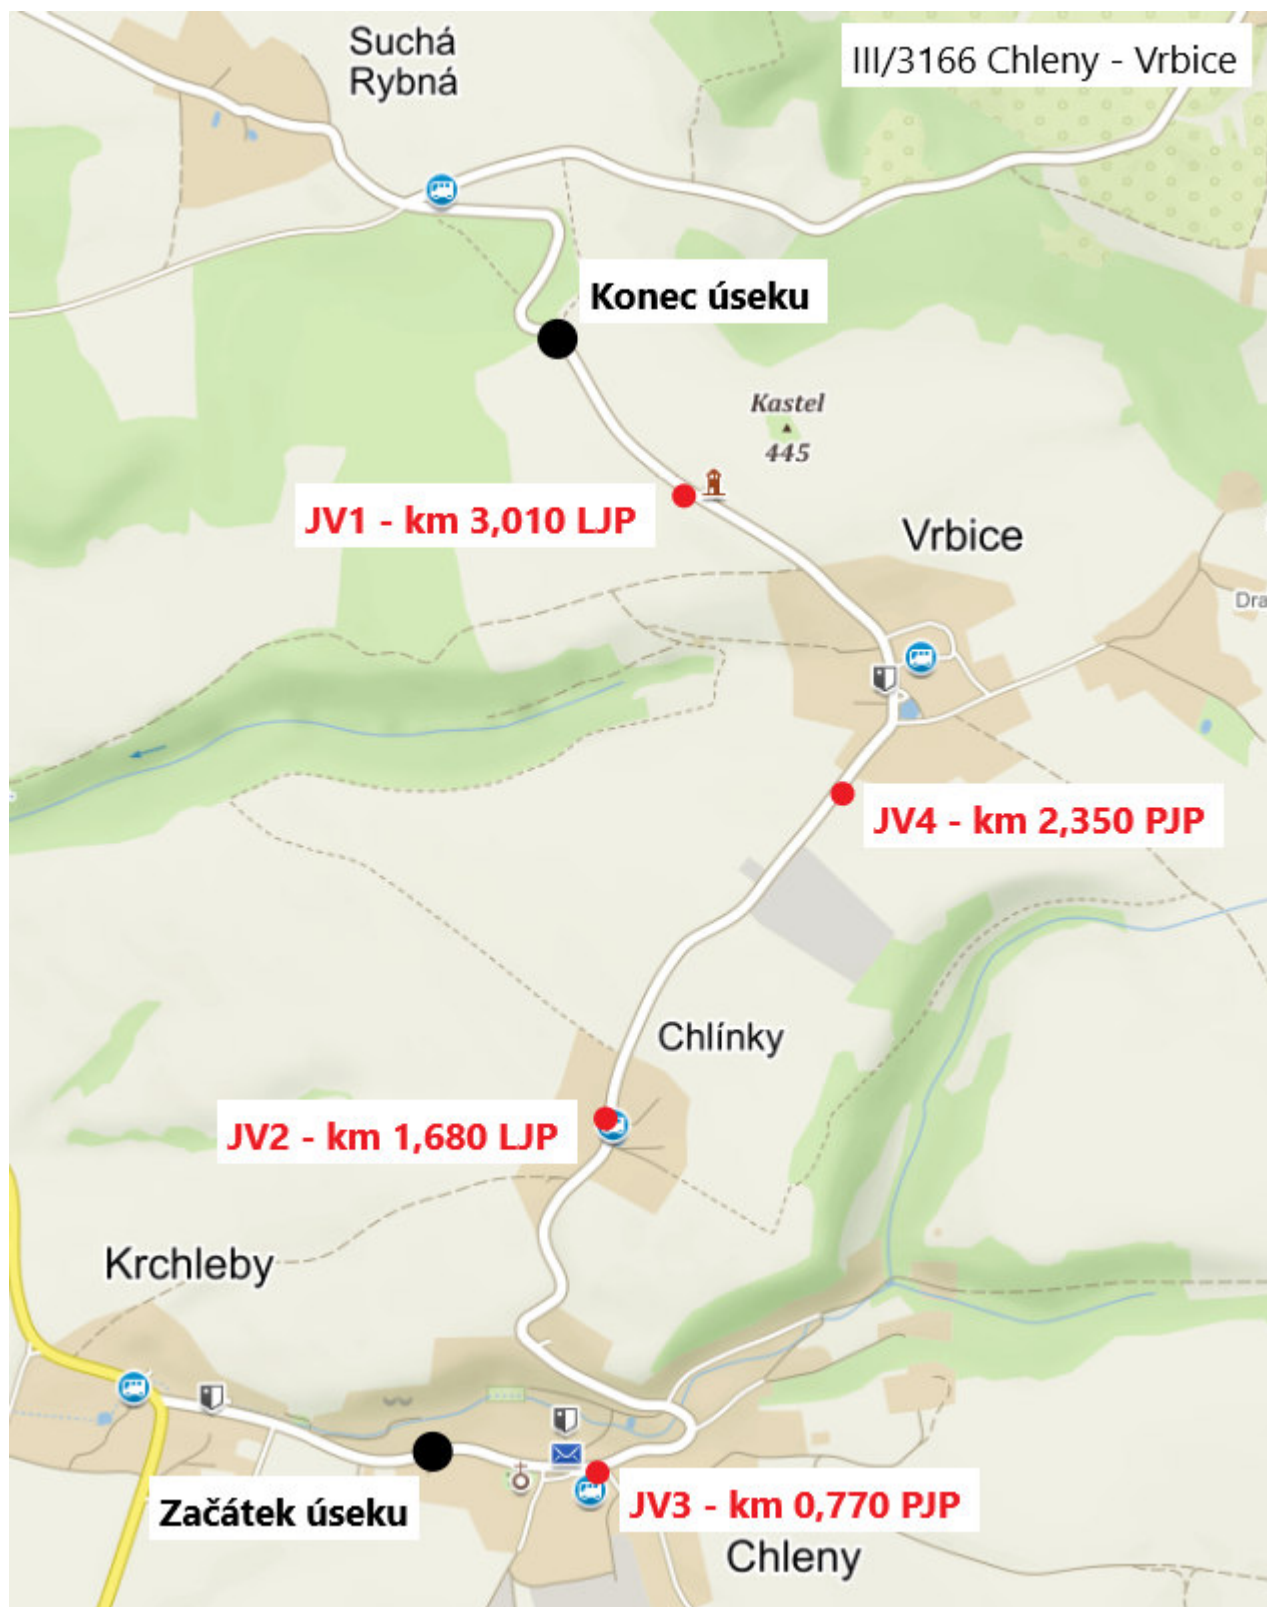 Suchá
Rybná
III/3166 Chleny - Vrbice
Konec úseku
Kastel
445
JV1 - km 3,010 LJP
Vrbice
Dra
JV4 - km 2,350 PJP
Chlínky
JV2 - km 1,680 LJP
Krchleby
Začátek úseku
JV3 - km 0,770 PJP
Chleny